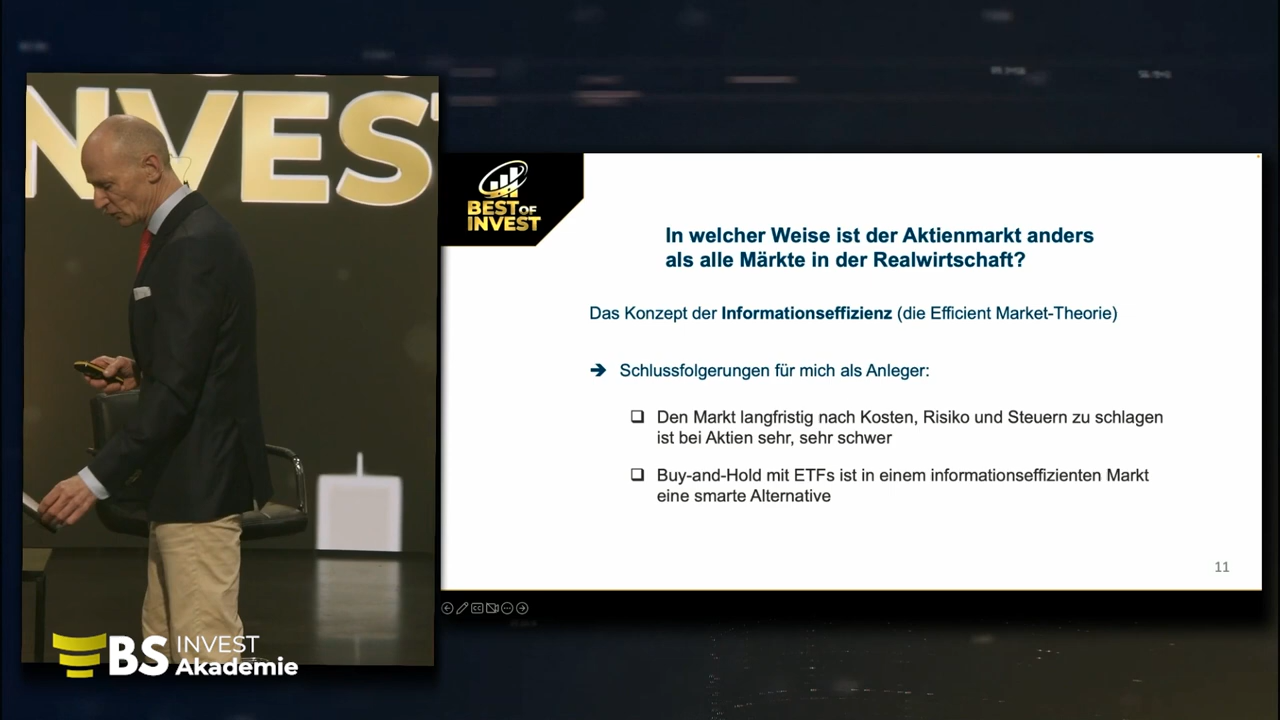 INVEST
BEST OF
INVEST
In welcher Weise ist der Aktienmarkt anders
als alle Märkte in der Realwirtschaft?
Das Konzept der Informationseffizienz (die Efficient Market-Theorie)
➔ Schlussfolgerungen für mich als Anleger:
❑ Den Markt langfristig nach Kosten, Risiko und Steuern zu schlagen
ist bei Aktien sehr, sehr schwer
❑ Buy-and-Hold mit ETFs ist in einem informationseffizienten Markt
eine smarte Alternative
11
BS INVEST
Akademie